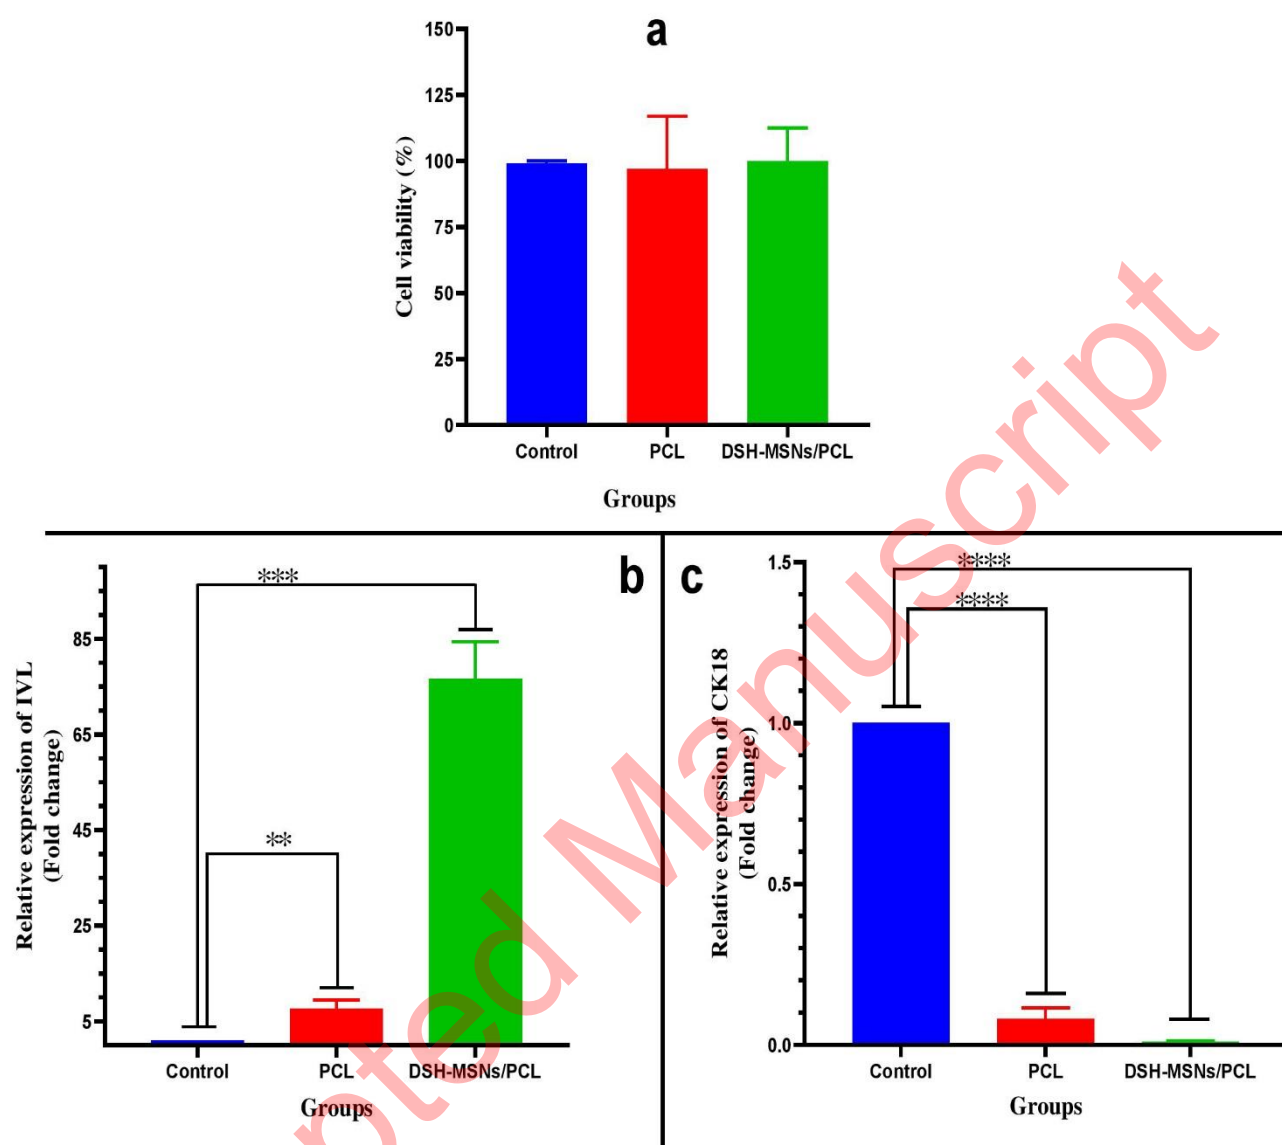 a
150
125
100
75
50
25
0
Cell viability (%)
Control PCL DSH-MSNs/PCL
Groups
b
***
**
85
65
45
25
5
Relative expression of IVL
(Fold change)
Control PCL DSH-MSNs/PCL
Groups
c
****
****
1.5
1.0
0.5
0.0
Relative expression of CK18
(Fold change)
Control PCL DSH-MSNs/PCL
Groups
pted Manuscript